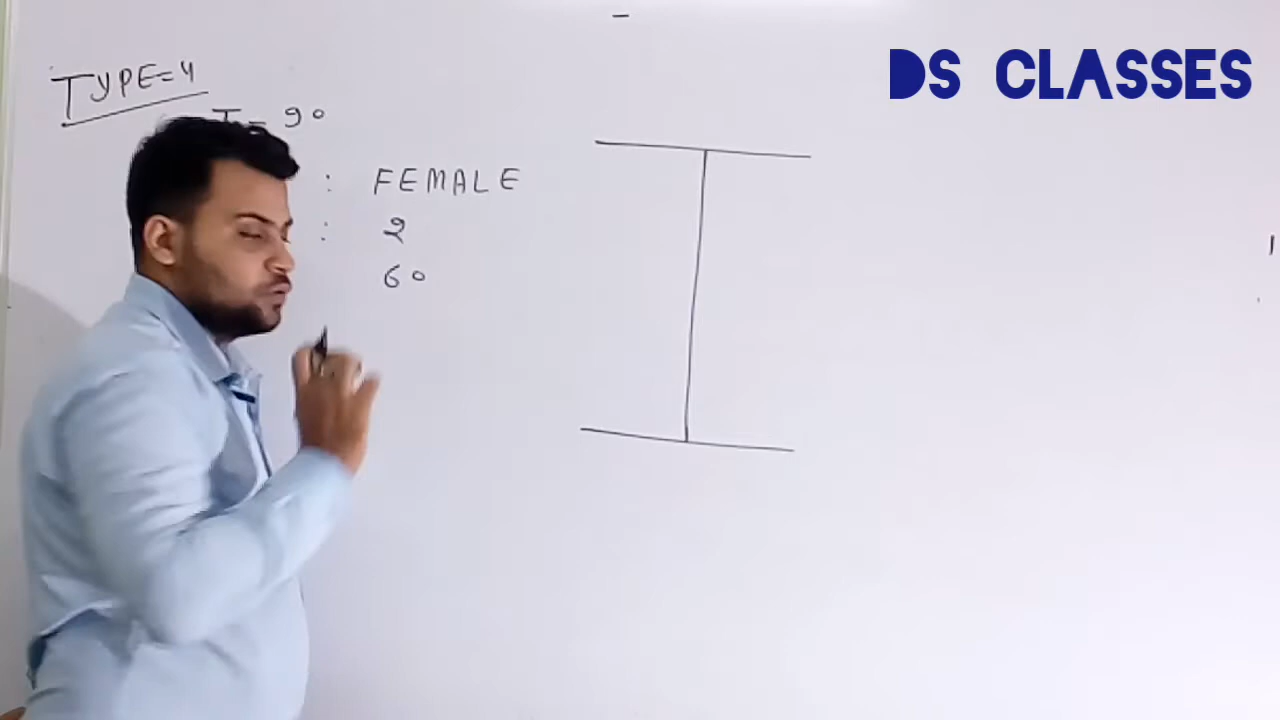 DS CLASSES
TYPE=4
T= 90
: FEMALE
: 2
60